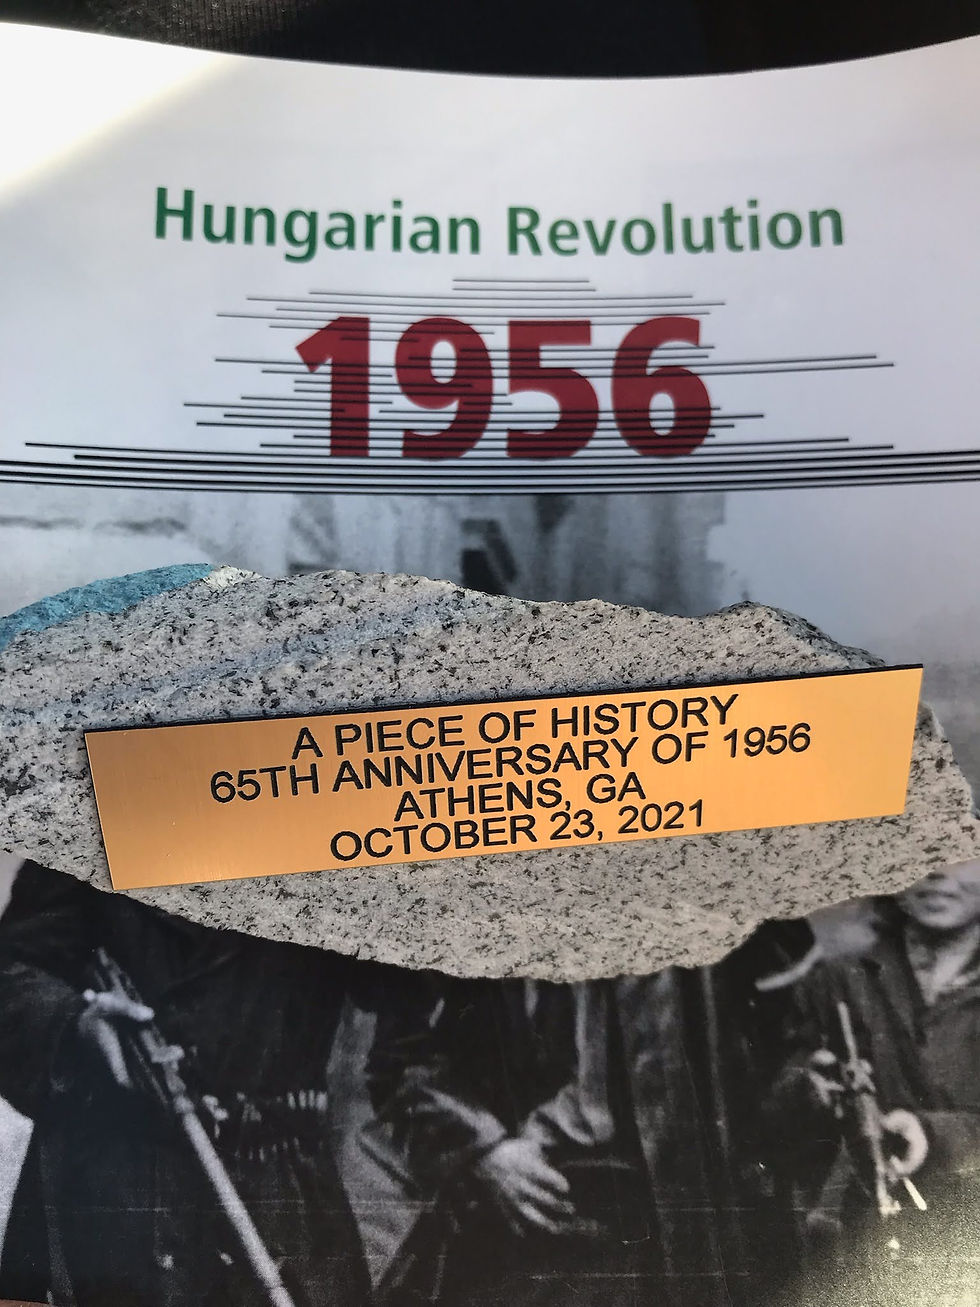 Hungarian Revolution
1956
A PIECE OF HISTORY
65TH ANNIVERSARY OF 1956
ATHENS, GA
OCTOBER 23, 2021